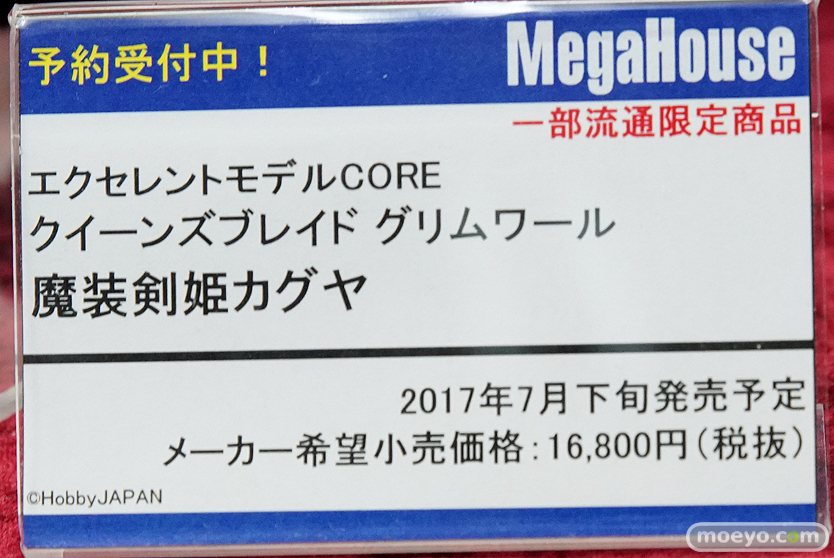 予約受付中！
MegaHouse
一部流通限定商品
エクセレントモデルCORE
クイーンズブレイド グリムワール
魔装剣姫カグヤ
2017年7月下旬発売予定
メーカー希望小売価格：16,800円（税抜）
©HobbyJAPAN
moeyo.com